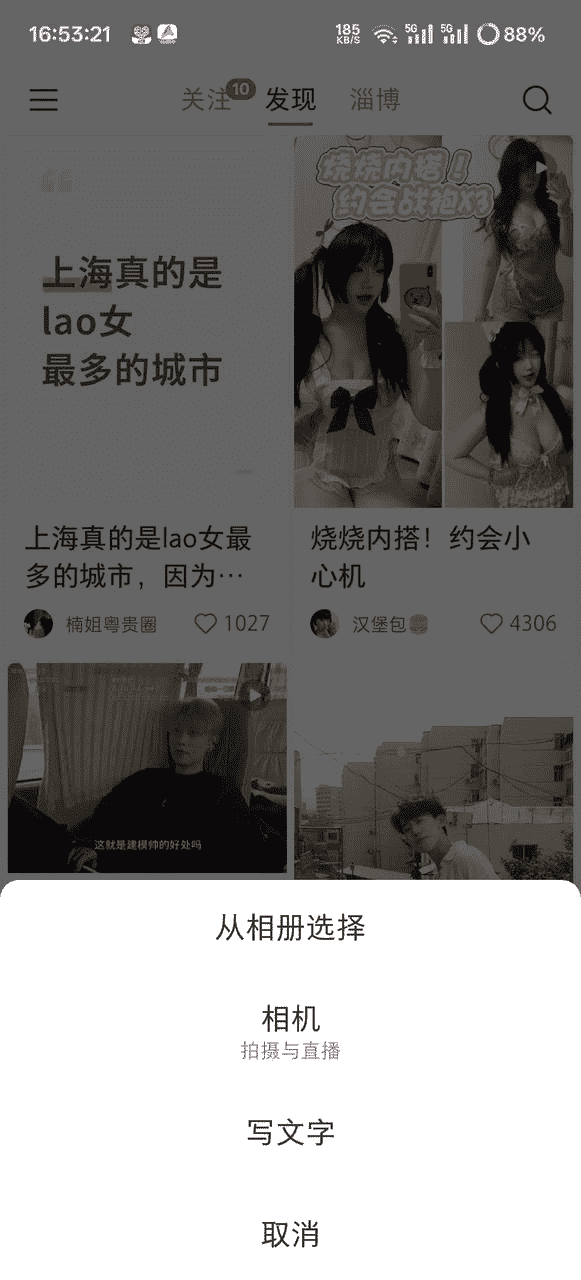 16:53:21
185
KB/S
5G
5G
88%
关注
10
发现
淄博
上海真的是
lao女
最多的城市
烧烧内搭！
约会战袍X3
上海真的是lao女最
多的城市，因为…
楠姐粤贵圈
1027
烧烧内搭！约会小
心机
汉堡包
4306
这就是建模帅的好处吗
从相册选择
相机
拍摄与直播
写文字
取消